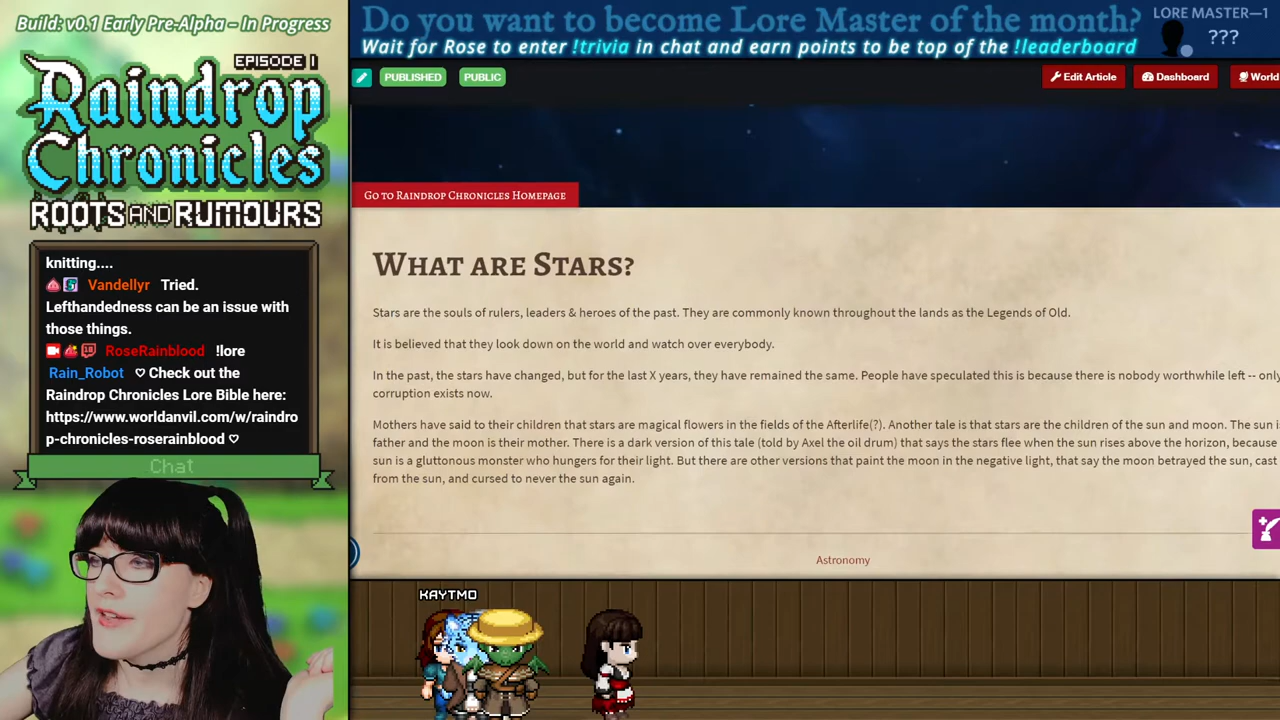 Build: v0.1 Early Pre-Alpha – In Progress
EPISODE I
Raindrop
Chronicles
ROOTS AND RUMOURS
knitting....
Vandellyr Tried.
Lefthandedness can be an issue with
those things.
RoseRainblood !lore
Rain_Robot ♡ Check out the
Raindrop Chronicles Lore Bible here:
https://www.worldanvil.com/w/raindro
p-chronicles-roserainblood ♡
Chat
Do you want to become Lore Master of the month?
Wait for Rose to enter !trivia in chat and earn points to be top of the !leaderboard
LORE MASTER—1
???
PUBLISHED
PUBLIC
Edit Article
Dashboard
World
Go to Raindrop Chronicles Homepage
What are Stars?
Stars are the souls of rulers, leaders & heroes of the past. They are commonly known throughout the lands as the Legends of Old.
It is believed that they look down on the world and watch over everybody.
In the past, the stars have changed, but for the last X years, they have remained the same. People have speculated this is because there is nobody worthwhile left -- only
corruption exists now.
Mothers have said to their children that stars are magical flowers in the fields of the Afterlife(?). Another tale is that stars are the children of the sun and moon. The sun is
father and the moon is their mother. There is a dark version of this tale (told by Axel the oil drum) that says the stars flee when the sun rises above the horizon, because
sun is a gluttonous monster who hungers for their light. But there are other versions that paint the moon in the negative light, that say the moon betrayed the sun, cast
from the sun, and cursed to never the sun again.
Astronomy
KAYTMO